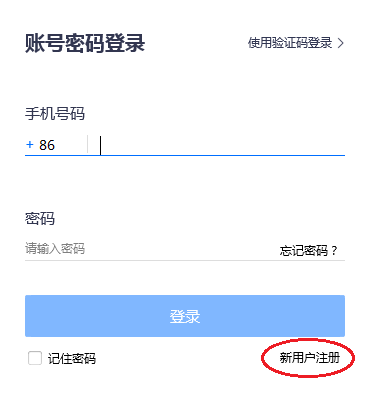 账号密码登录
使用验证码登录 >
手机号码
+ 86
密码
请输入密码
忘记密码？
登录
记住密码
新用户注册